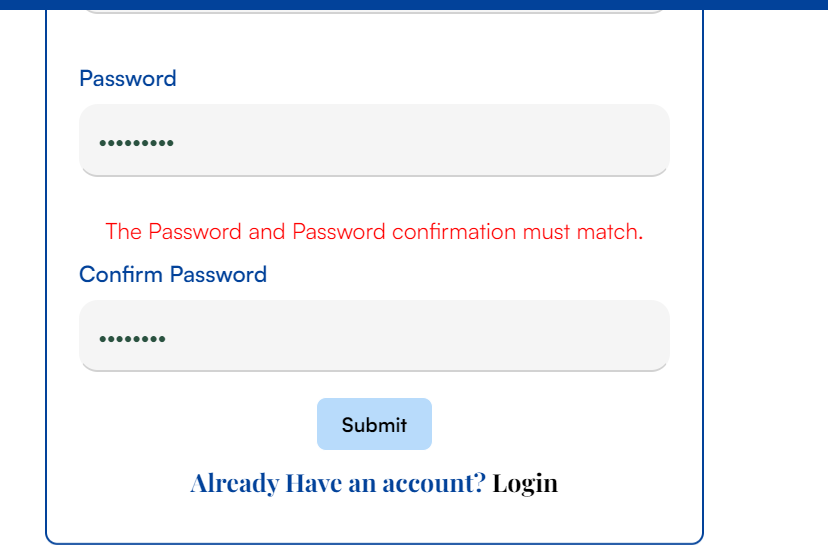 Password
•••••••••
The Password and Password confirmation must match.
Confirm Password
••••••••
Submit
Already Have an account? Login